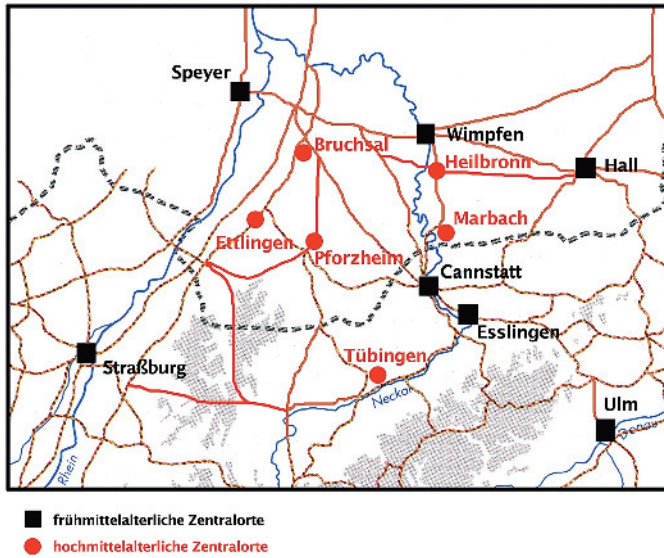 Speyer
Wimpfen
Bruchsal
Heilbronn
Hall
Marbach
Ettlingen
Pforzheim
Cannstatt
Esslingen
Straßburg
Tübingen
Neckar
Ulm
Donau
Rhein
frühmittelalterliche Zentralorte
hochmittelalterliche Zentralorte